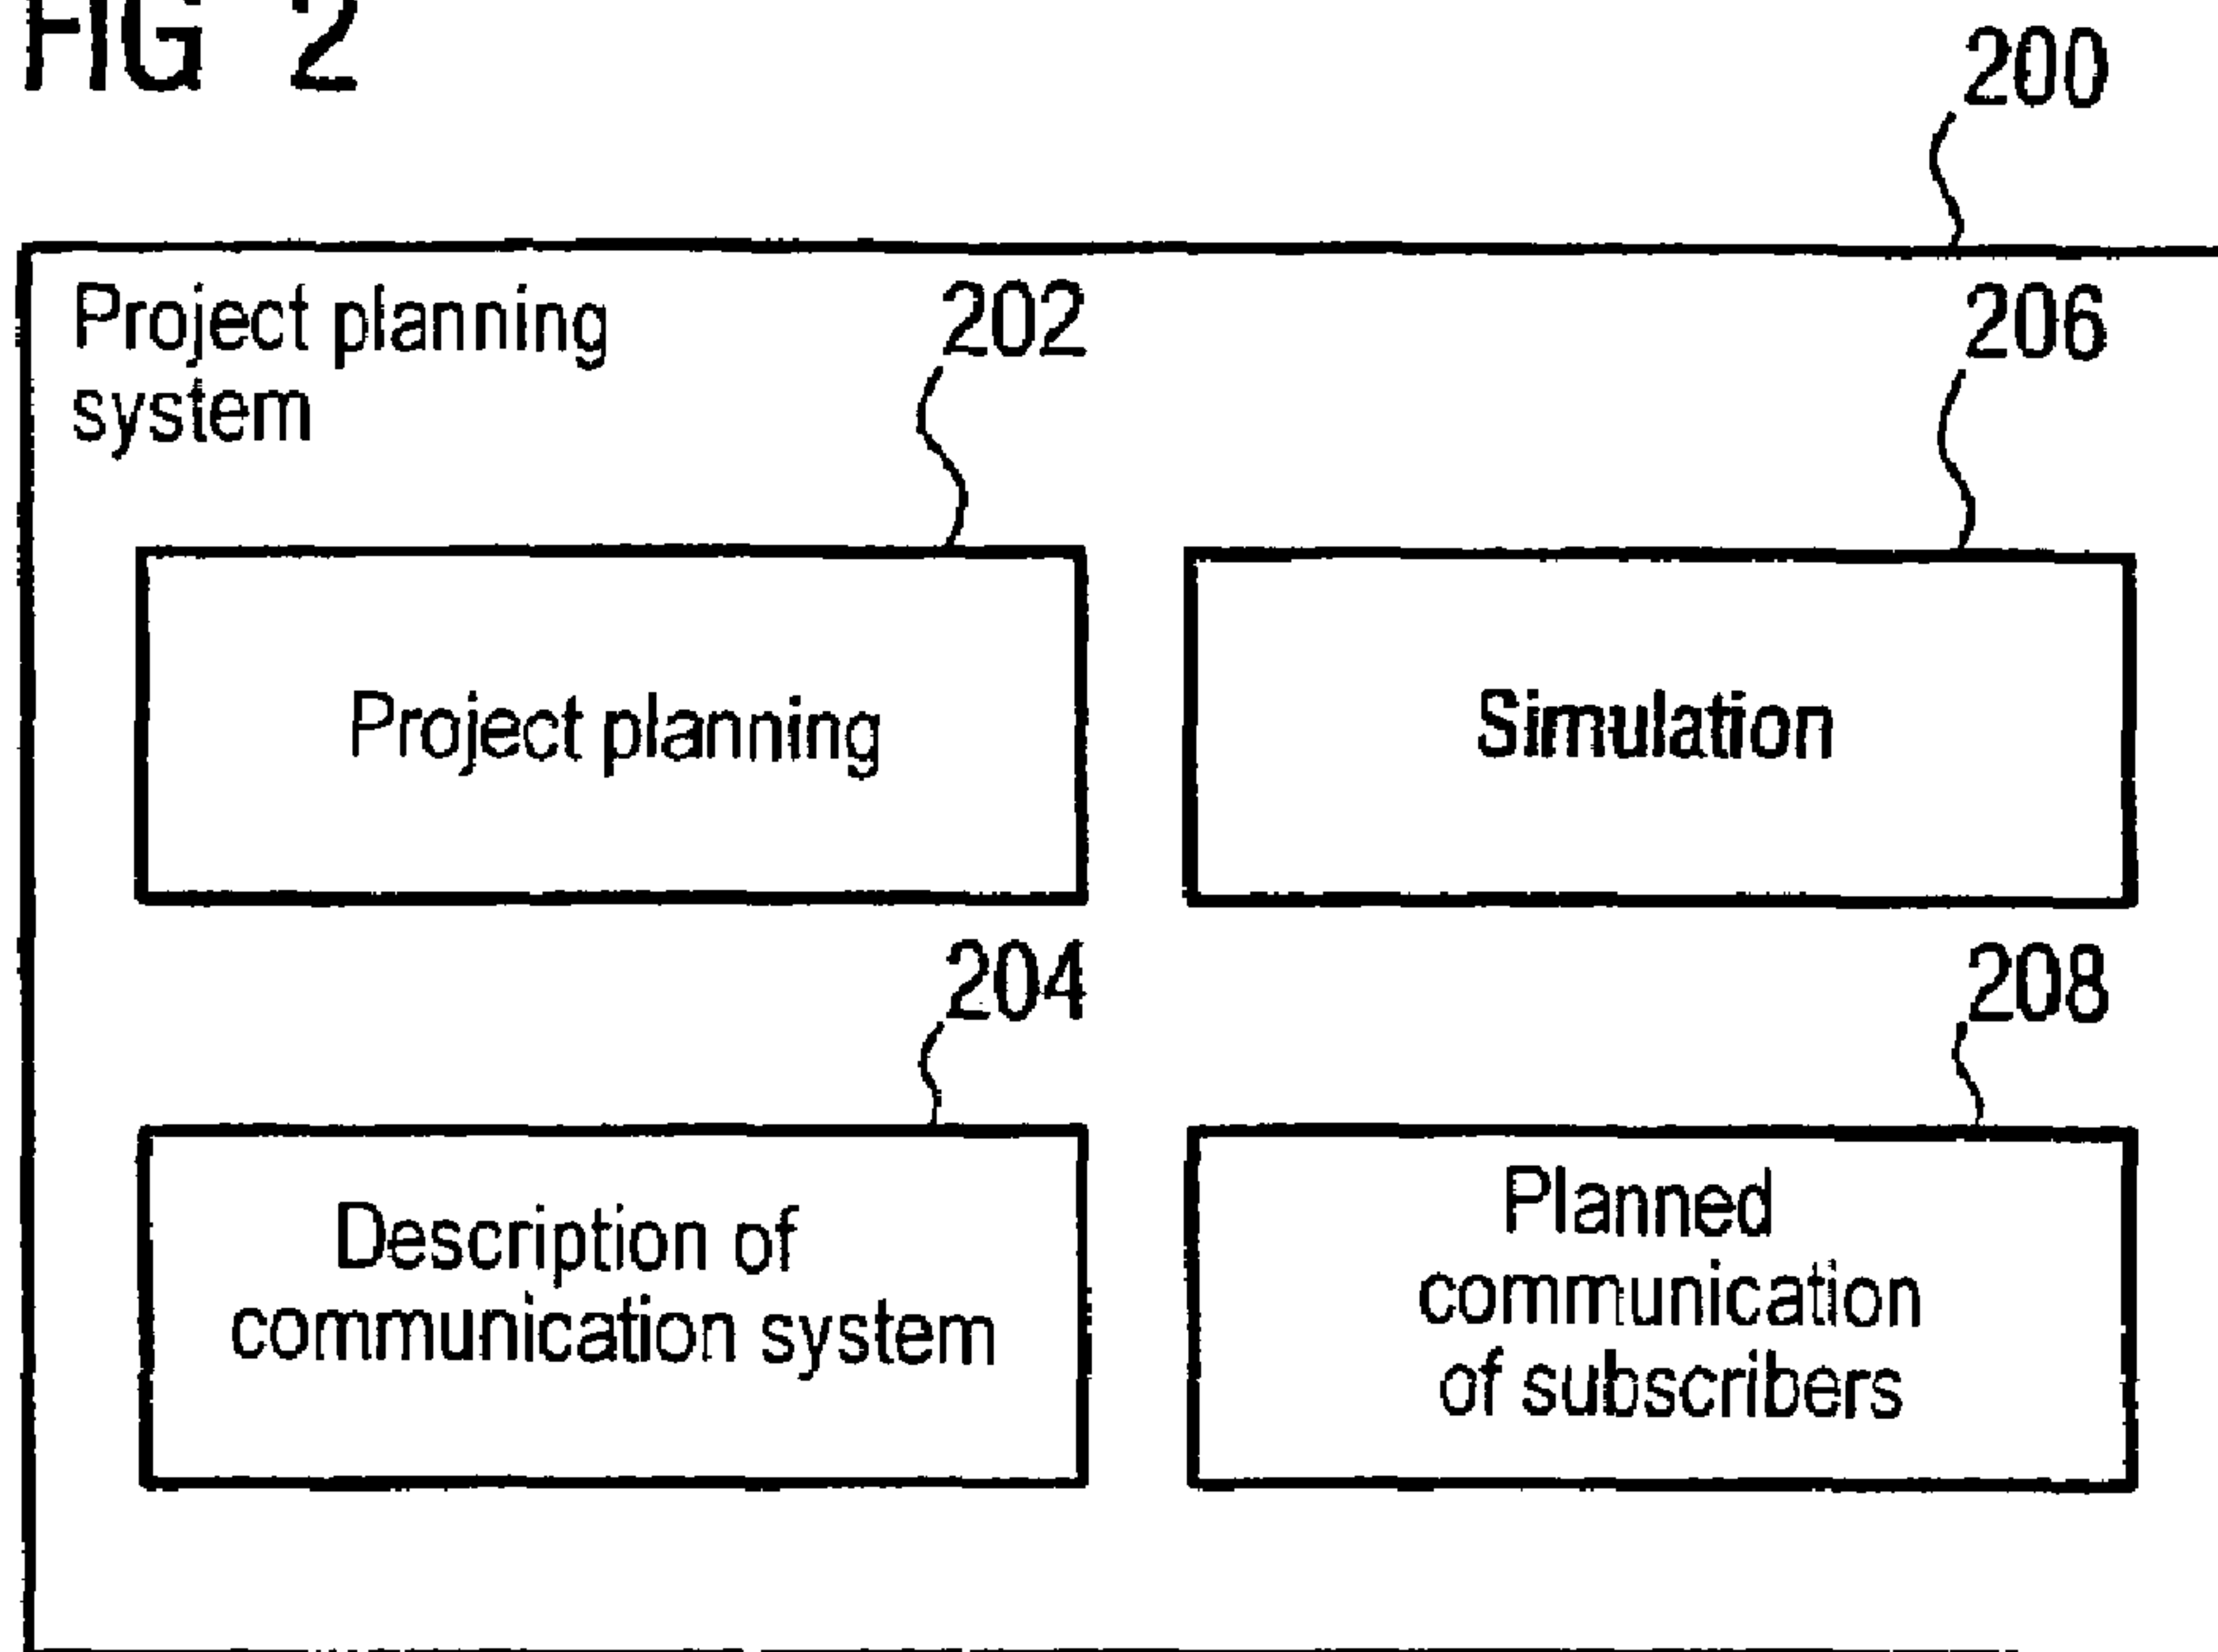 FIG 2
200
Project planning
system
202
206
Project planning
Simulation
204
208
Description of
communication system
Planned
communication
of subscribers